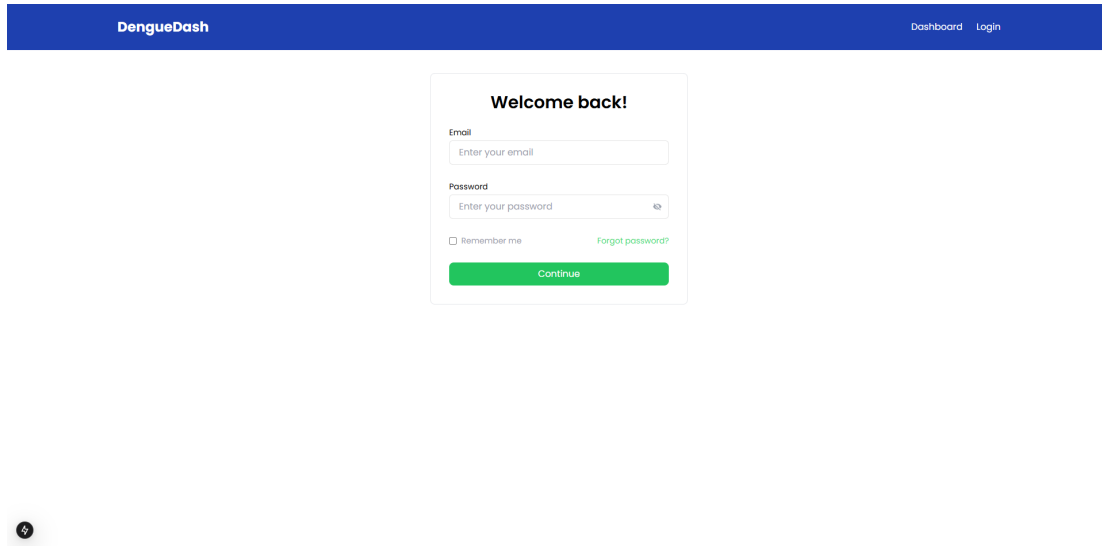 DengueDash
Dashboard Login
Welcome back!
Email
Enter your email
Password
Enter your password
Remember me Forgot password?
Continue